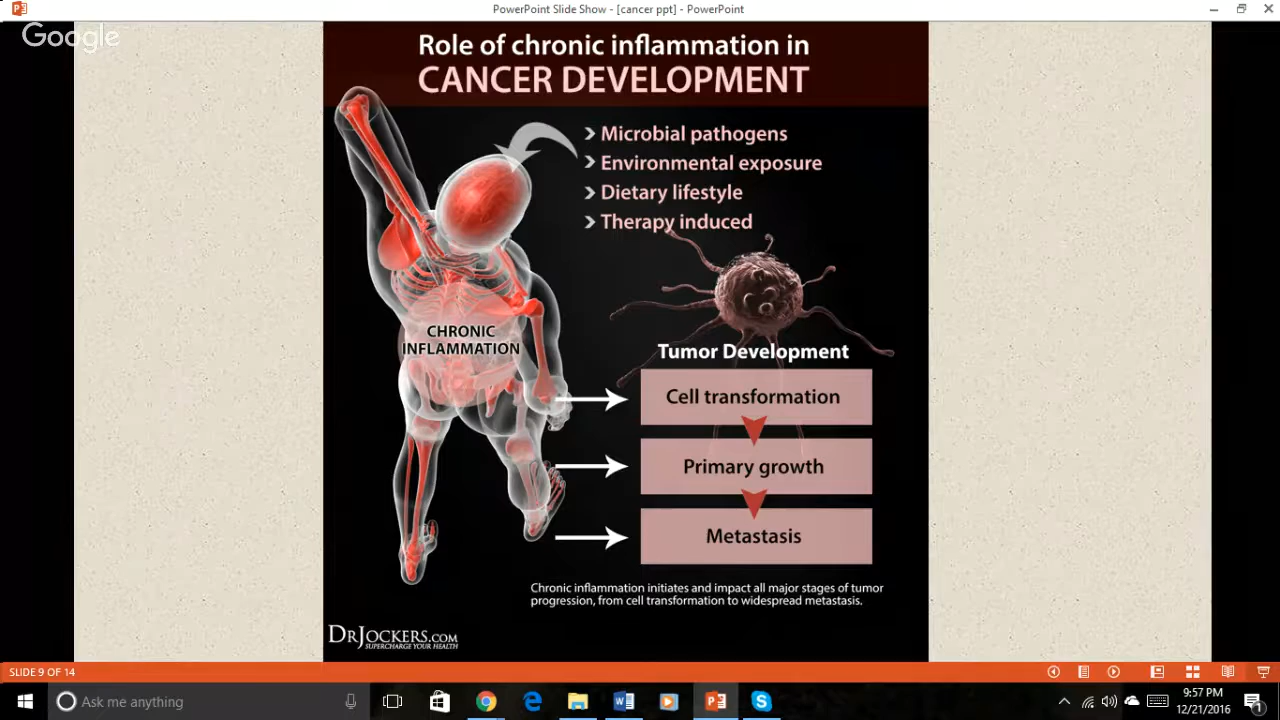 PowerPoint Slide Show - [cancer ppt] - PowerPoint
Google
Role of chronic inflammation in
CANCER DEVELOPMENT
Microbial pathogens
Environmental exposure
Dietary lifestyle
Therapy induced
CHRONIC
INFLAMMATION
Tumor Development
Cell transformation
Primary growth
Metastasis
Chronic inflammation initiates and impact all major stages of tumor
progression, from cell transformation to widespread metastasis.
DRJOCKERS.COM
SUPERCHARGE YOUR HEALTH
SLIDE 9 OF 14
Ask me anything
9:57 PM
12/21/2016
1